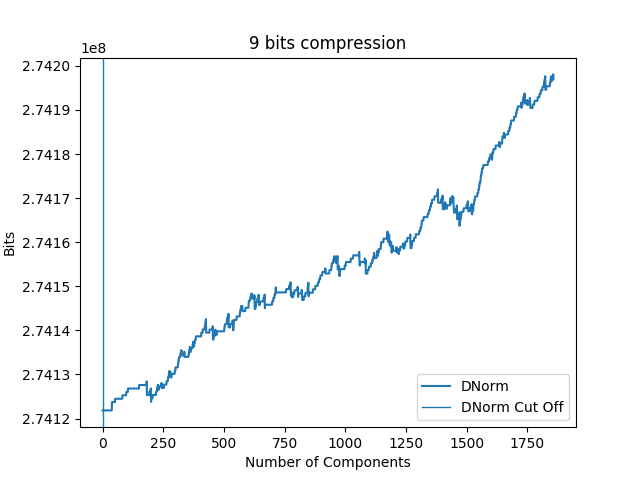 9 bits compression
1e8
2.7420
2.7419
2.7418
2.7417
2.7416
2.7415
2.7414
2.7413
2.7412
Bits
0 250 500 750 1000 1250 1500 1750
Number of Components
DNorm
DNorm Cut Off